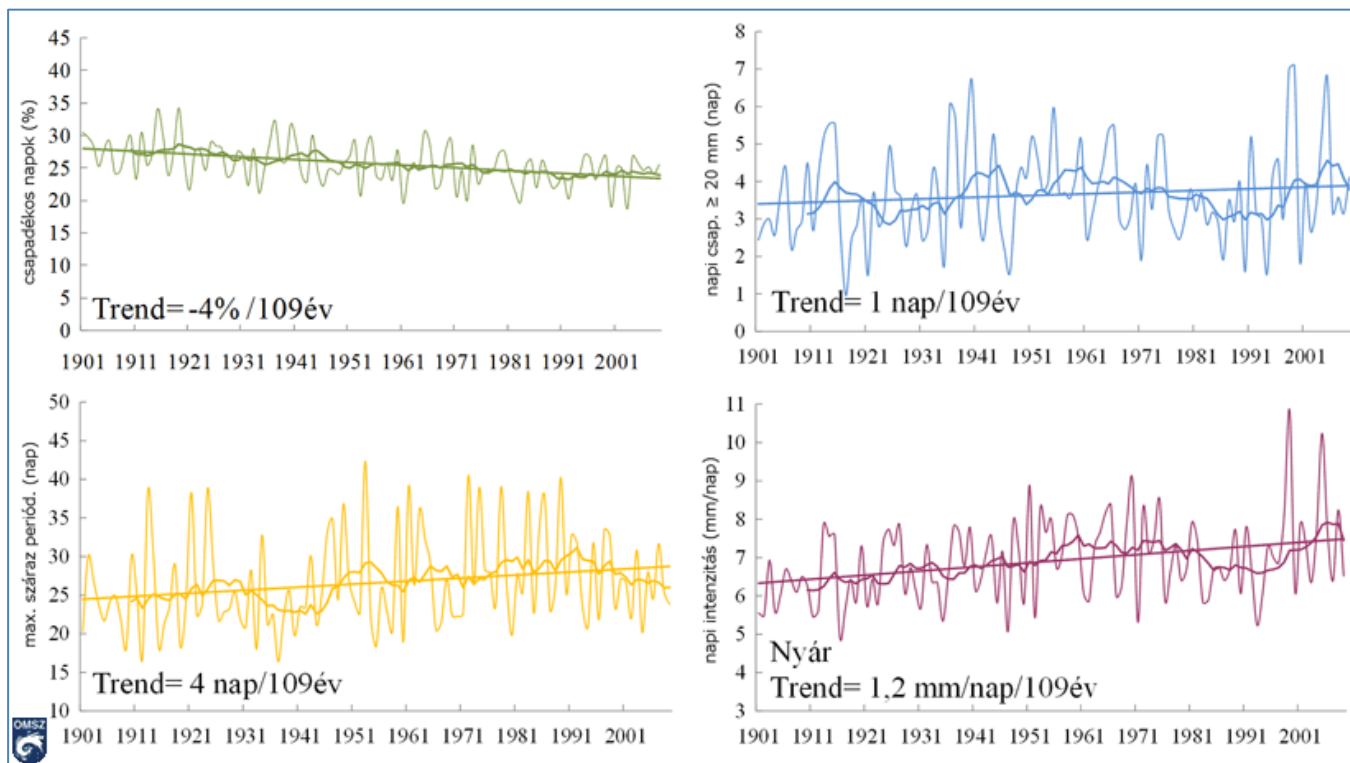 csapadékos napok (%)
45
40
35
30
25
20
15
10
5
0
Trend= -4% /109év
1901 1911 1921 1931 1941 1951 1961 1971 1981 1991 2001
napi csap. ≥ 20 mm (nap)
8
7
6
5
4
3
2
1
0
Trend= 1 nap/109év
1901 1911 1921 1931 1941 1951 1961 1971 1981 1991 2001
max. száraz periód. (nap)
50
45
40
35
30
25
20
15
10
Trend= 4 nap/109év
1901 1911 1921 1931 1941 1951 1961 1971 1981 1991 2001
napi intenzitás (mm/nap)
11
10
9
8
7
6
5
4
3
Nyár
Trend= 1,2 mm/nap/109év
1901 1911 1921 1931 1941 1951 1961 1971 1981 1991 2001
OMSZ